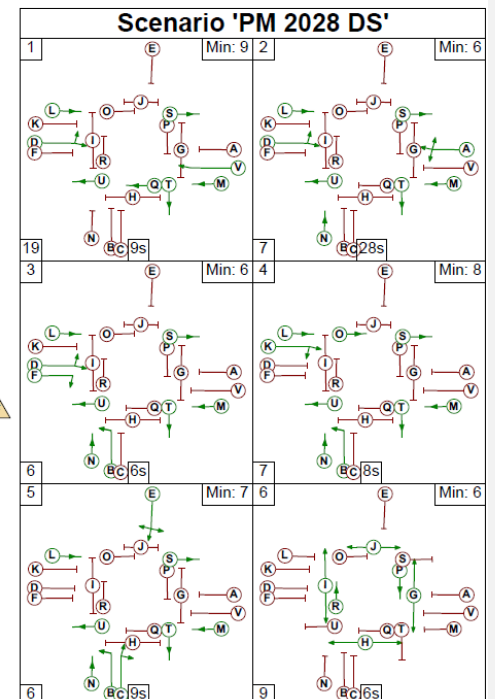 Scenario 'PM 2028 DS'
1 Min: 9
E
J
L O S
K P
D I
F G A
R V
U Q T M
H
N B C
19 9s
2 Min: 6
E
J
L O S
K P
D I G A
F
R V
U Q T M
H
N B C
7 28s
3 Min: 6
E
J
L O S
K P
D I
F G A
R V
U Q T M
H
N B C
6 6s
4 Min: 8
E
J
L O S
K P
D I
F G A
R V
U Q T M
H
N B C
7 8s
5 Min: 7
E
J
L O S
K P
D I
F G A
R V
U Q T M
H
N B C
6 9s
6 Min: 6
E
J
L O S
K P
D I
F G A
R V
U Q T M
H
N B C
9 6s